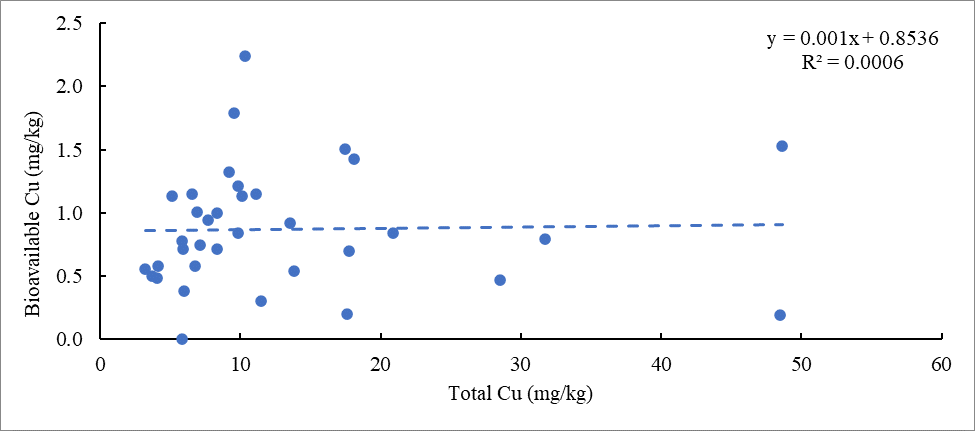 y = 0.001x + 0.8536
R² = 0.0006
2.5
2.0
1.5
1.0
0.5
0.0
Bioavailable Cu (mg/kg)
0 10 20 30 40 50 60
Total Cu (mg/kg)